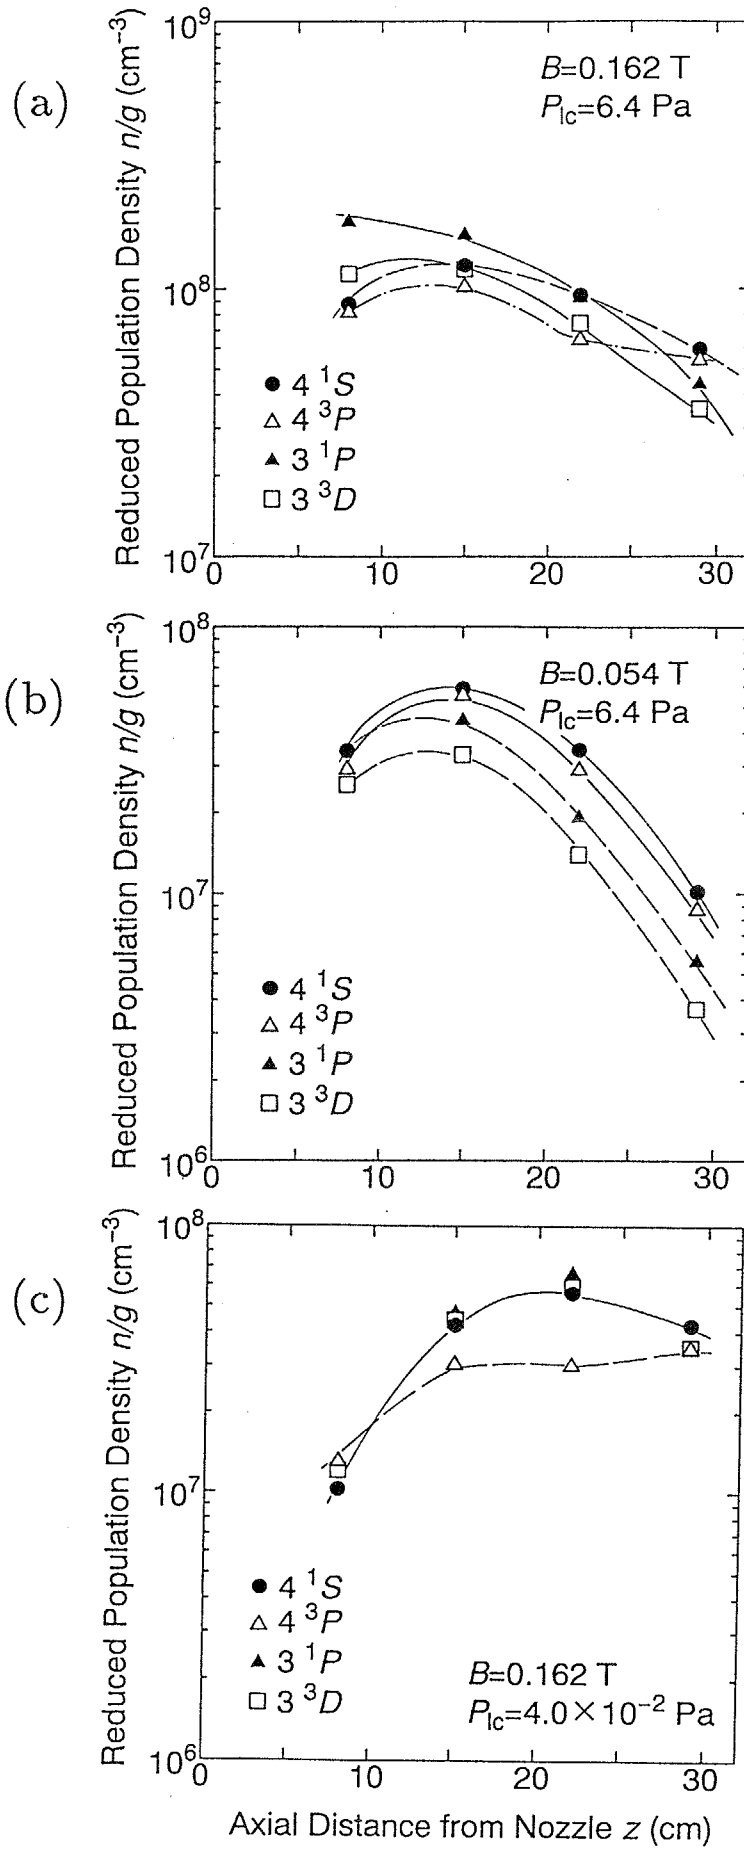 (a)
Reduced Population Density n/g (cm⁻³)
10⁹
10⁸
10⁷
B=0.162 T
Plc=6.4 Pa
● 4 ¹S
△ 4 ³P
▲ 3 ¹P
□ 3 ³D
0 10 20 30
(b)
Reduced Population Density n/g (cm⁻³)
10⁸
10⁷
10⁶
B=0.054 T
Plc=6.4 Pa
● 4 ¹S
△ 4 ³P
▲ 3 ¹P
□ 3 ³D
0 10 20 30
(c)
Reduced Population Density n/g (cm⁻³)
10⁸
10⁷
10⁶
● 4 ¹S
△ 4 ³P
▲ 3 ¹P
□ 3 ³D
B=0.162 T
Plc=4.0×10⁻² Pa
0 10 20 30
Axial Distance from Nozzle z (cm)